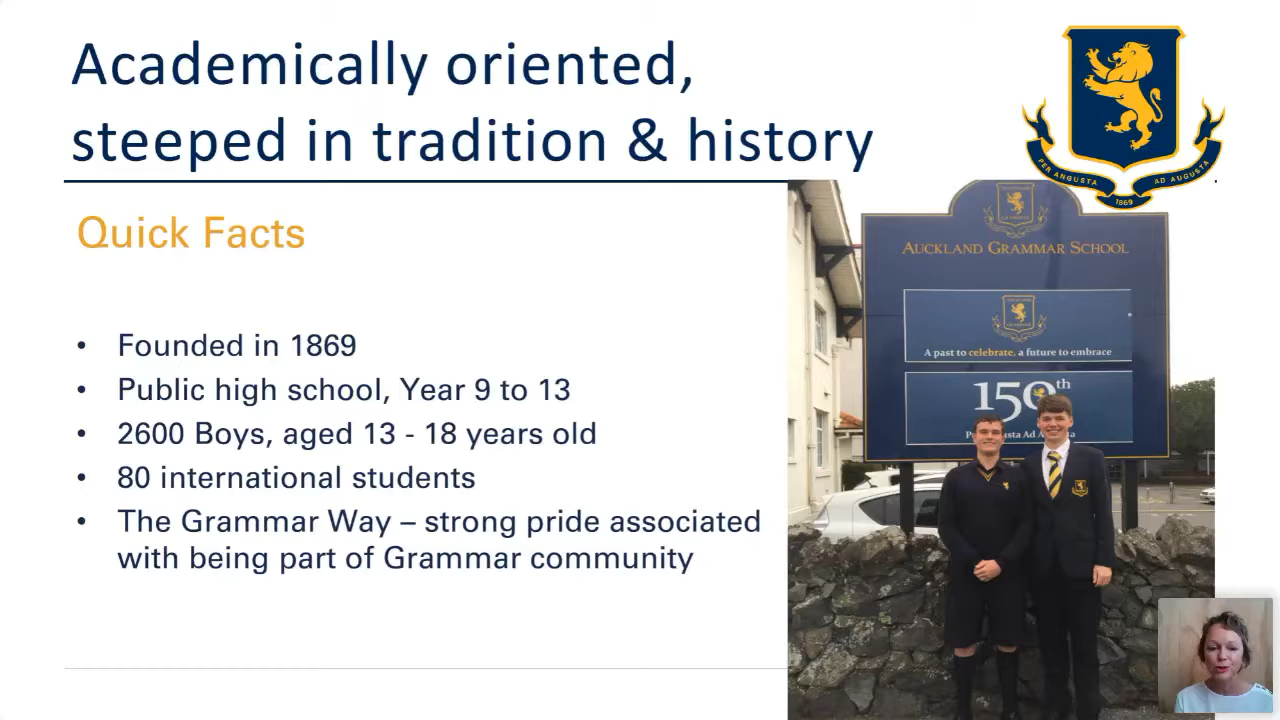 Academically oriented,
steeped in tradition & history
PER ANGUSTA
AD AUGUSTA
1869
Quick Facts
• Founded in 1869
• Public high school, Year 9 to 13
• 2600 Boys, aged 13 - 18 years old
• 80 international students
• The Grammar Way – strong pride associated
with being part of Grammar community
AUCKLAND GRAMMAR SCHOOL
A past to celebrate, a future to embrace
150th
Ad